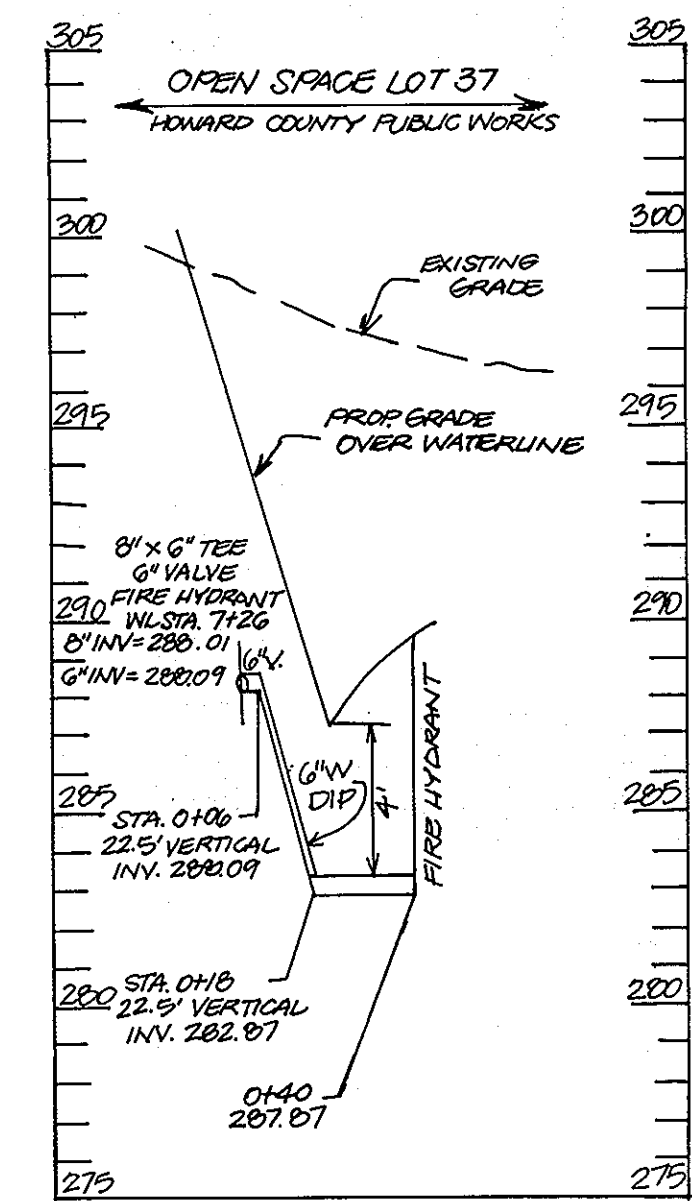 305
305
OPEN SPACE LOT 37
HOWARD COUNTY PUBLIC WORKS
300
300
EXISTING
GRADE
295
295
PROP. GRADE
OVER WATERLINE
8" X 6" TEE
6" VALVE
FIRE HYDRANT
WL STA. 7+26
8" INV = 288.01
6" INV = 288.09
6" V.
290
290
6" W
DIP
4'
FIRE HYDRANT
285
285
STA. 0+06
22.5' VERTICAL
INV. 288.09
STA. 0+18
22.5' VERTICAL
INV. 282.87
280
280
0+40
287.87
275
275